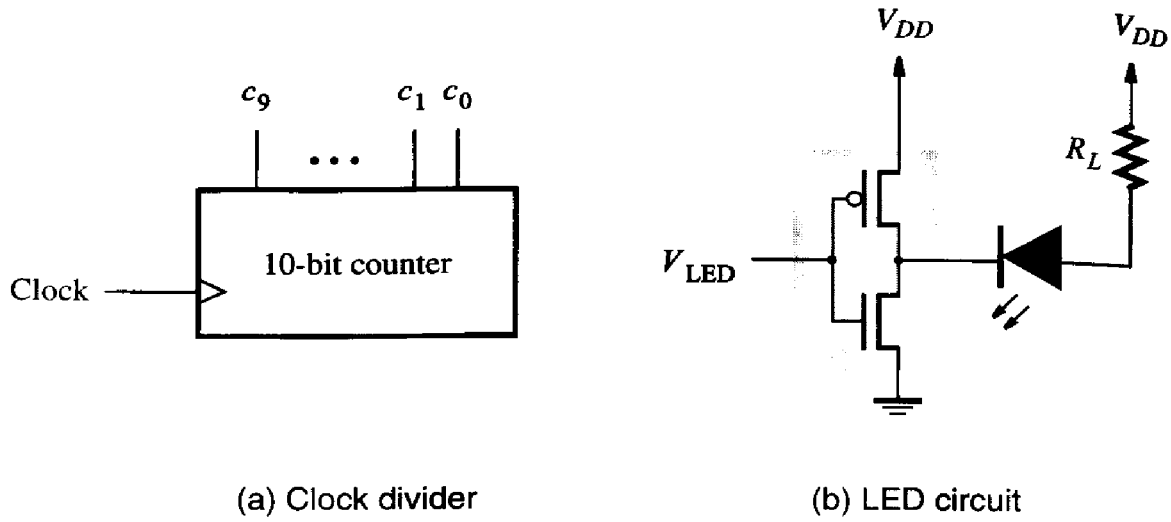 c9 ••• c1 c0
10-bit counter
Clock
(a) Clock divider
VDD
VDD
RL
VLED
(b) LED circuit